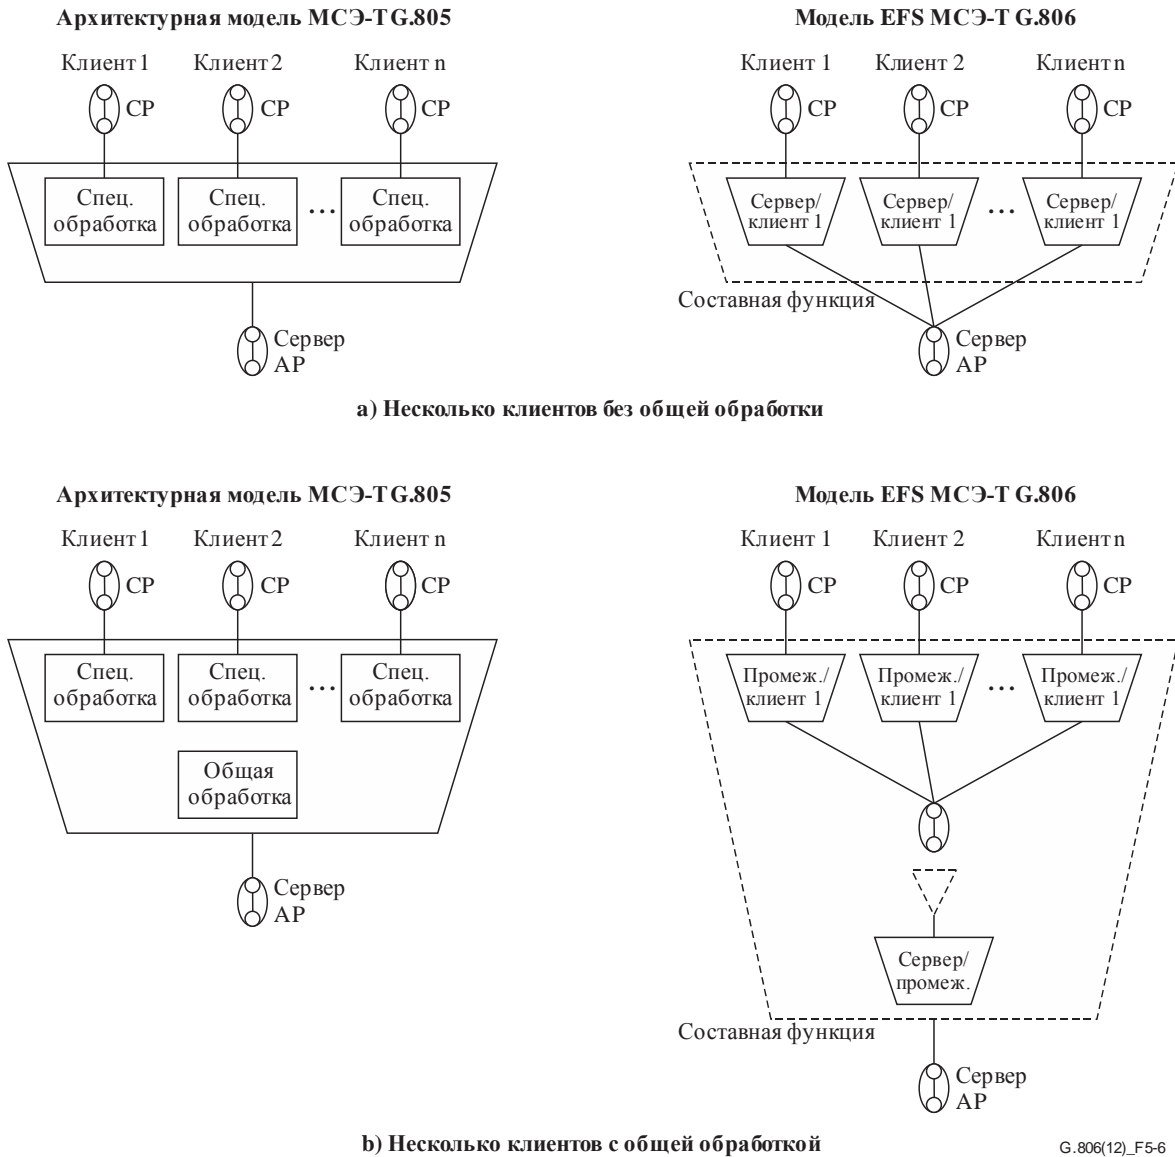 Архитектурная модель МСЭ-T G.805
Модель EFS МСЭ-T G.806
Клиент 1
Клиент 2
Клиент n
Клиент 1
Клиент 2
Клиент n
CP
CP
CP
CP
CP
CP
Спец.
обработка
Спец.
обработка
...
Спец.
обработка
Сервер/
клиент 1
Сервер/
клиент 1
...
Сервер/
клиент 1
Составная функция
Сервер
AP
Сервер
AP
a) Несколько клиентов без общей обработки
Архитектурная модель МСЭ-T G.805
Модель EFS МСЭ-T G.806
Клиент 1
Клиент 2
Клиент n
Клиент 1
Клиент 2
Клиент n
CP
CP
CP
CP
CP
CP
Спец.
обработка
Спец.
обработка
...
Спец.
обработка
Промеж./
клиент 1
Промеж./
клиент 1
...
Промеж./
клиент 1
Общая
обработка
Сервер
AP
Сервер/
промеж.
Составная функция
Сервер
AP
b) Несколько клиентов с общей обработкой
G.806(12)_F5-6